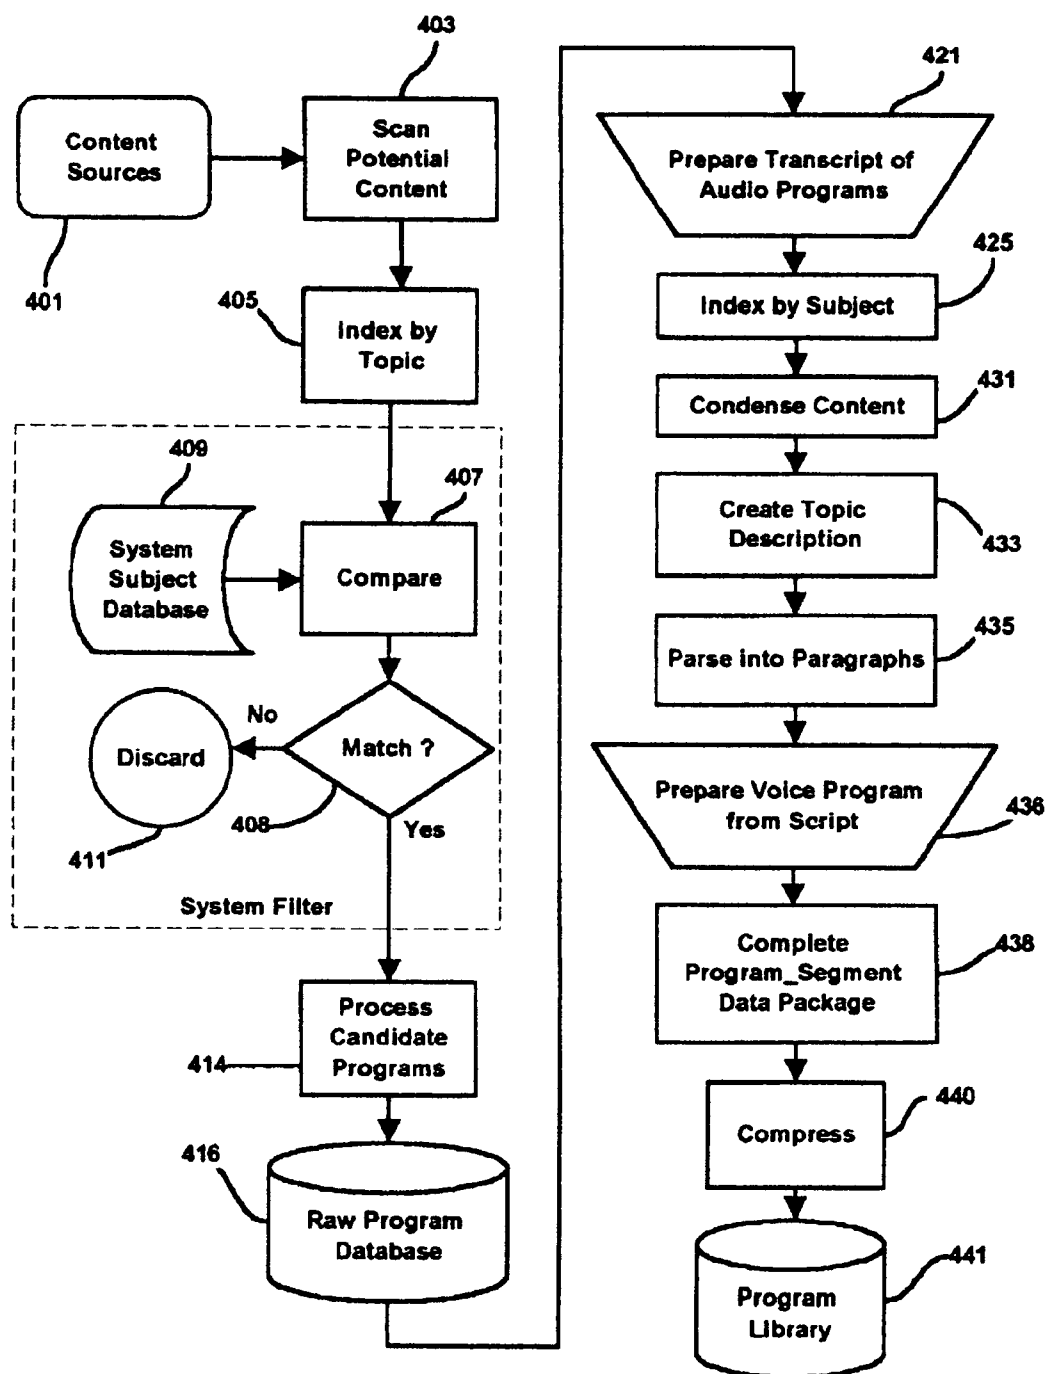 403
Content
Sources
Scan
Potential
Content
401
405
Index by
Topic
409
407
System
Subject
Database
Compare
No
Discard
Match ?
408
Yes
411
System Filter
Process
Candidate
Programs
414
416
Raw Program
Database
421
Prepare Transcript of
Audio Programs
425
Index by Subject
431
Condense Content
Create Topic
Description
433
435
Parse into Paragraphs
Prepare Voice Program
from Script
436
Complete
Program_Segment
Data Package
438
440
Compress
441
Program
Library